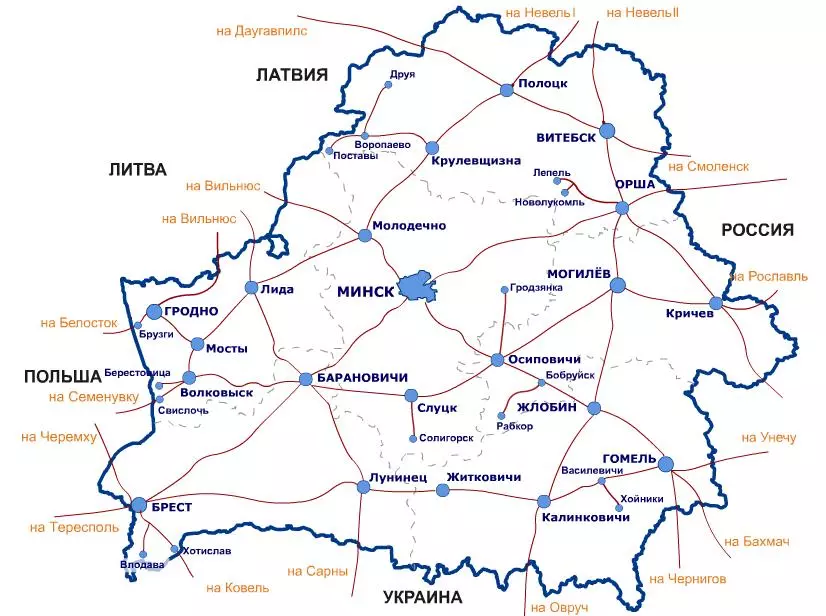 на Невель I
на Невель II
на Даугавпилс
ЛАТВИЯ
Друя
Полоцк
ВИТЕБСК
Воропаево
Поставы
Крулевщизна
ЛИТВА
на Смоленск
Лепель
ОРША
на Вильнюс
Новолукомль
на Вильнюс
Молодечно
РОССИЯ
МОГИЛЁВ
на Рославль
Лида
МИНСК
Гродзянка
ГРОДНО
Кричев
на Белосток
Брузги
Мосты
Осиповичи
Берестовица
ПОЛЬША
БАРАНОВИЧИ
Бобруйск
Волковыск
на Семенувку
Свислочь
Слуцк
ЖЛОБИН
Рабкор
на Черемху
Солигорск
на Унечу
ГОМЕЛЬ
Василевичи
Лунинец
Житковичи
Хойники
БРЕСТ
Калинковичи
на Тересполь
на Бахмач
Хотислав
Влодава
на Сарны
на Чернигов
на Ковель
УКРАИНА
на Овруч